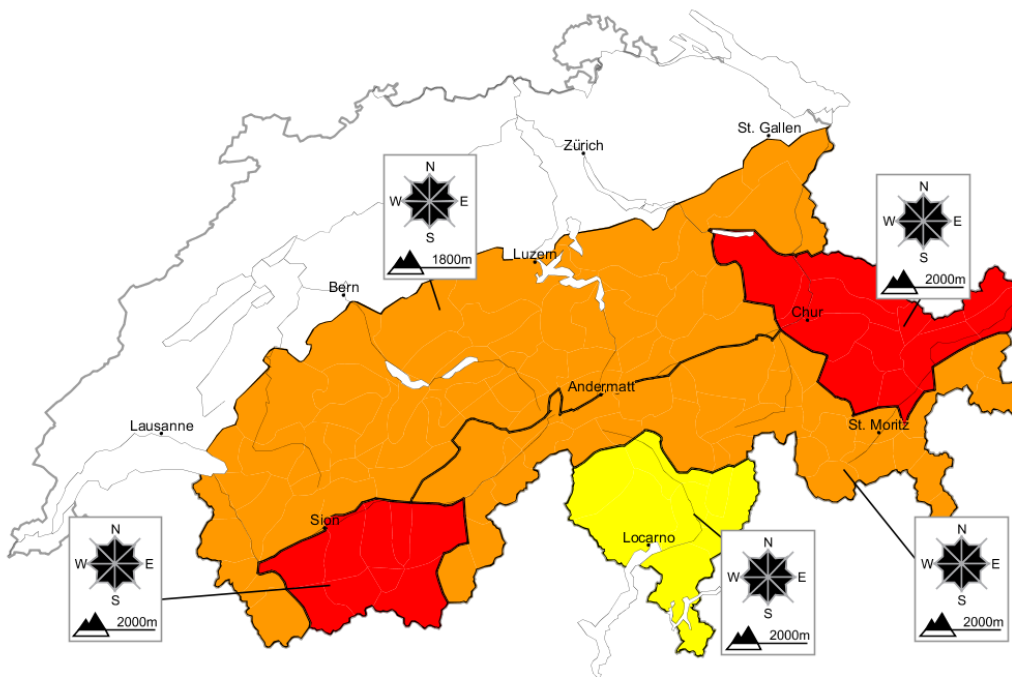 St. Gallen
Zürich
N
W E
S
1800m
N
W E
S
2000m
Luzern
Bern
Chur
Andermatt
Lausanne
St. Moritz
Sion
Locarno
N
W E
S
2000m
N
W E
S
2000m
N
W E
S
2000m